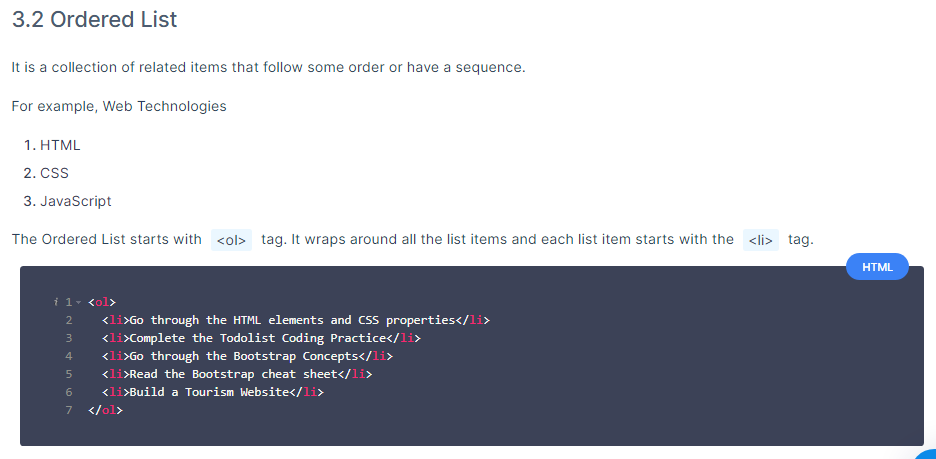 3.2 Ordered List
It is a collection of related items that follow some order or have a sequence.
For example, Web Technologies
1. HTML
2. CSS
3. JavaScript
The Ordered List starts with <ol> tag. It wraps around all the list items and each list item starts with the <li> tag.
HTML
i 1 <ol>
2 <li>Go through the HTML elements and CSS properties</li>
3 <li>Complete the Todolist Coding Practice</li>
4 <li>Go through the Bootstrap Concepts</li>
5 <li>Read the Bootstrap cheat sheet</li>
6 <li>Build a Tourism Website</li>
7 </ol>